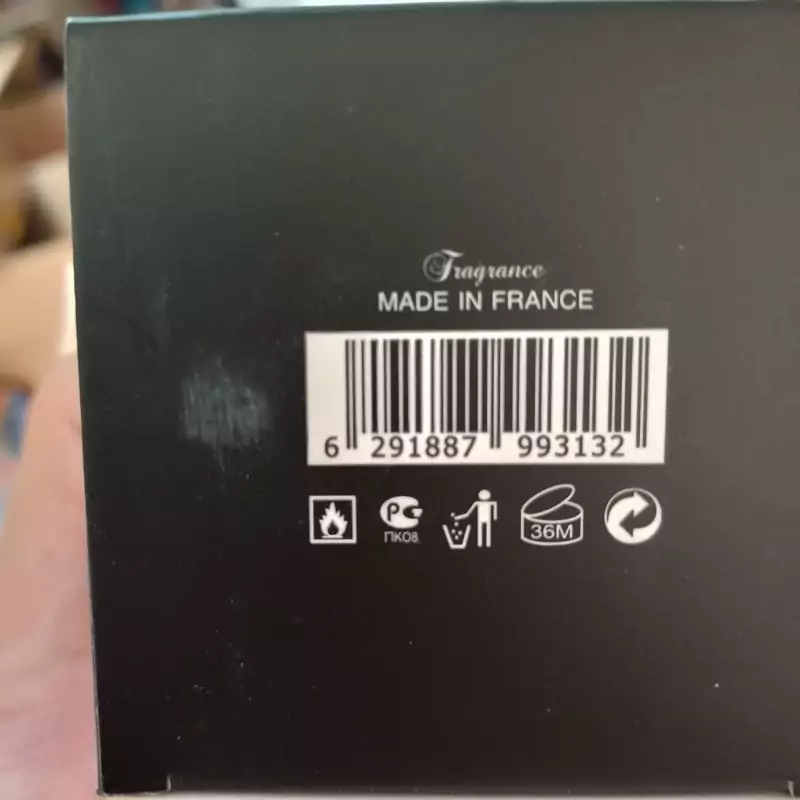 Fragrance
MADE IN FRANCE
6 291887 993132
ПК08 36M